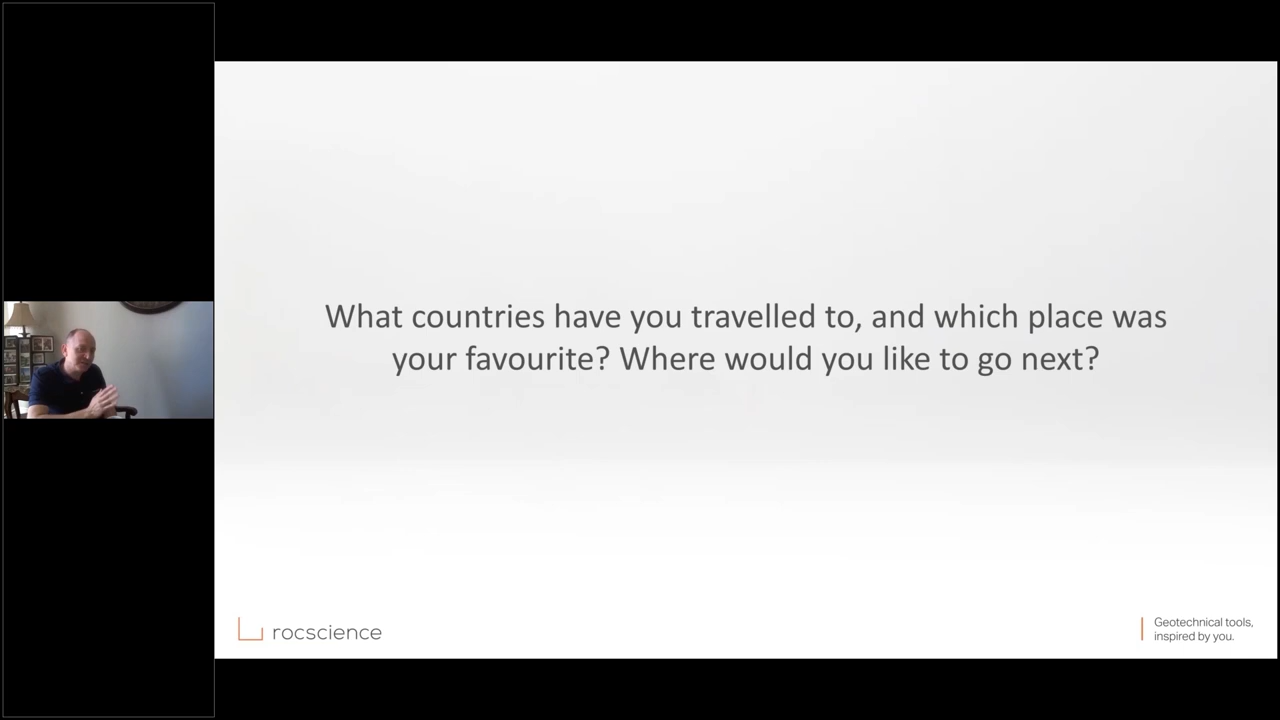 What countries have you travelled to, and which place was
your favourite? Where would you like to go next?
rocscience
Geotechnical tools,
inspired by you.